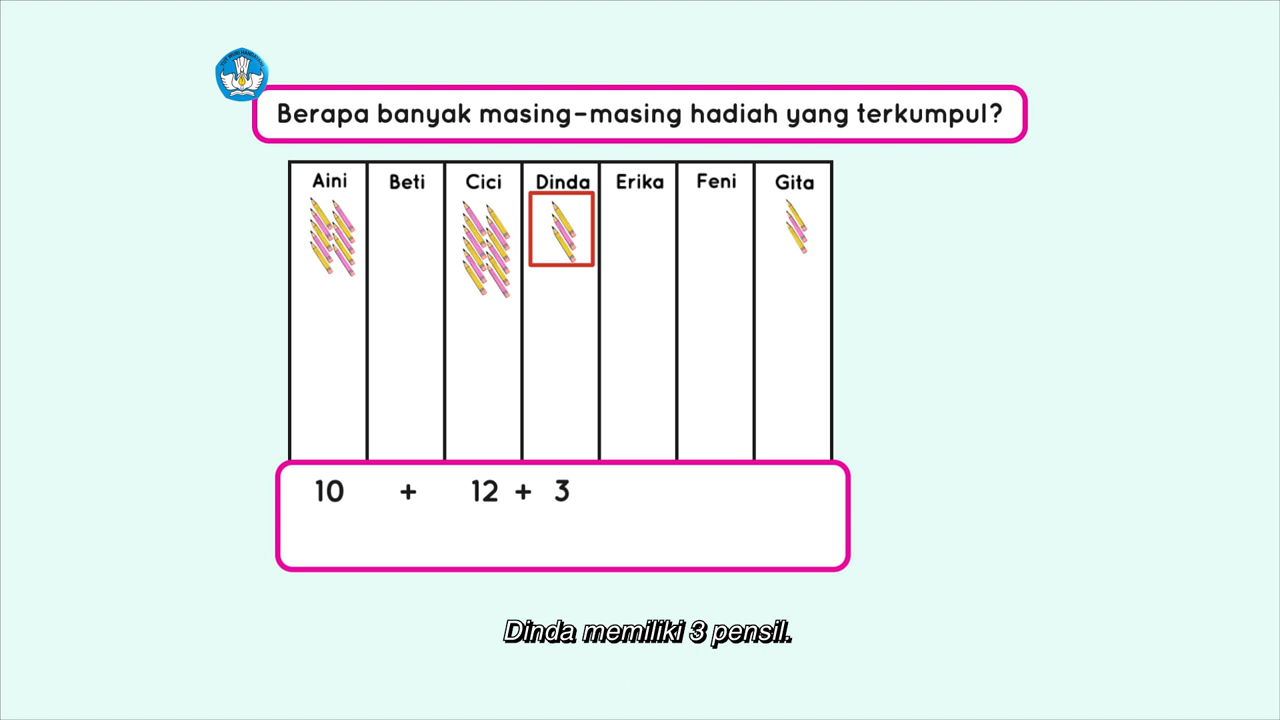 Berapa banyak masing-masing hadiah yang terkumpul?
Aini Beti Cici Dinda Erika Feni Gita
10 + 12 + 3
Dinda memiliki 3 pensil.